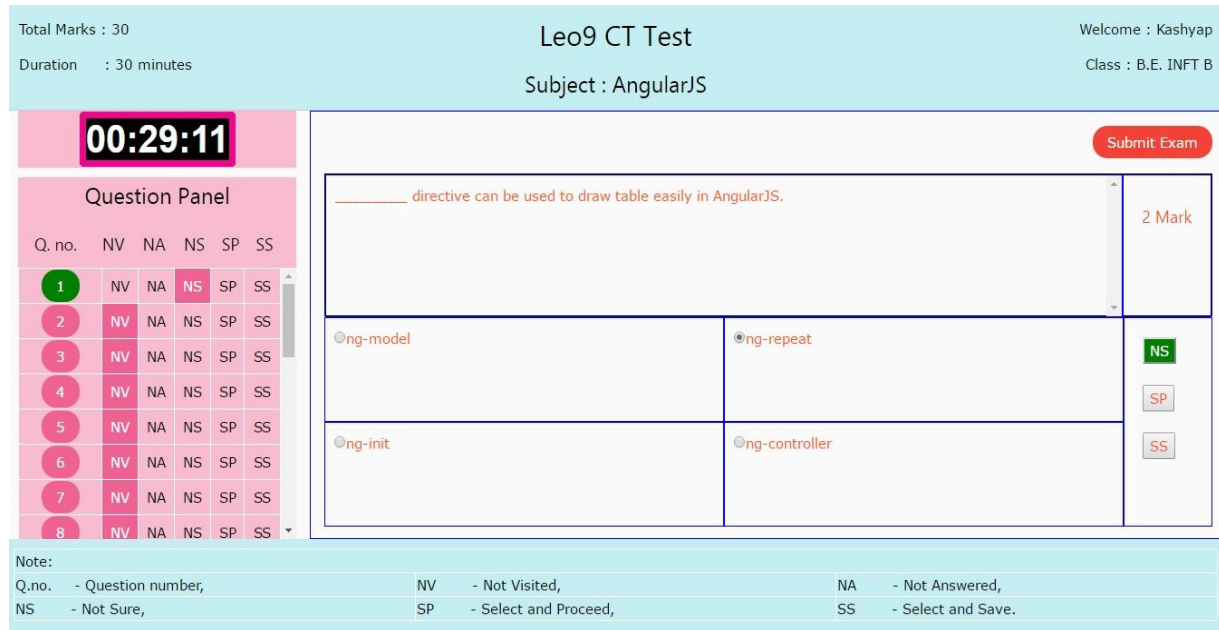 Total Marks : 30
Duration : 30 minutes
Leo9 CT Test
Subject : AngularJS
Welcome : Kashyap
Class : B.E. INFT B
00:29:11
Question Panel
Q. no. NV NA NS SP SS
1 NV NA NS SP SS
2 NV NA NS SP SS
3 NV NA NS SP SS
4 NV NA NS SP SS
5 NV NA NS SP SS
6 NV NA NS SP SS
7 NV NA NS SP SS
8 NV NA NS SP SS
Submit Exam
________ directive can be used to draw table easily in AngularJS.
2 Mark
ng-model
ng-repeat
ng-init
ng-controller
NS
SP
SS
Note:
Q.no. - Question number, NV - Not Visited, NA - Not Answered,
NS - Not Sure, SP - Select and Proceed, SS - Select and Save.